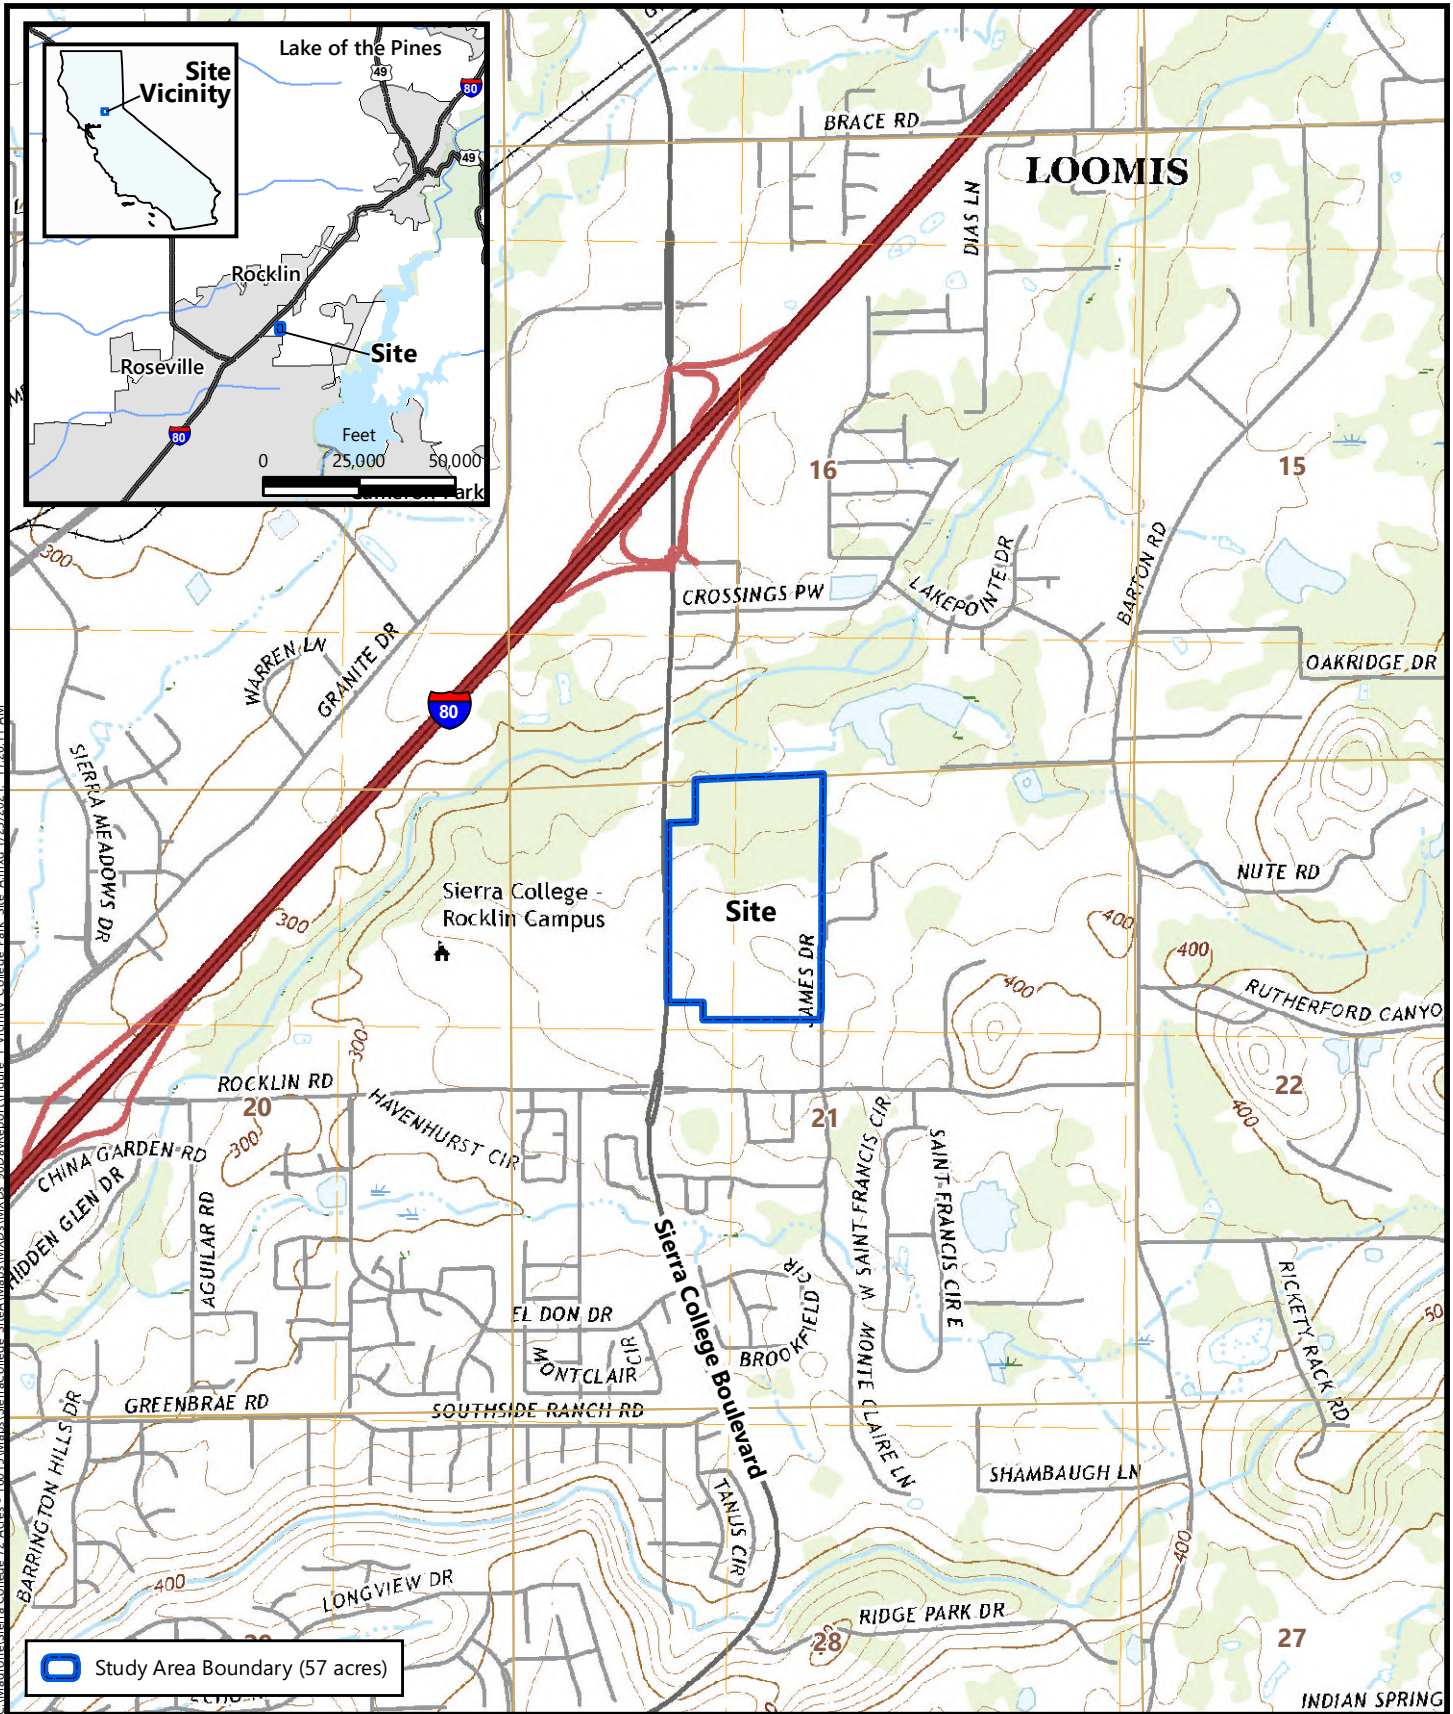 Lake of the Pines
49
80
Site
Vicinity
49
Rocklin
Site
Roseville
80
Feet
0 25,000 50,000
Cameron Park
BRACE RD
LOOMIS
DIAS LN
16
15
300
CROSSINGS PW
LAKEPOINTE DR
BARTON RD
WARREN LN
GRANITE DR
OAKRIDGE DR
80
SIERRA MEADOWS DR
NUTE RD
Sierra College -
Rocklin Campus
Site
300
400
400
400
JAMES DR
RUTHERFORD CANYO
300
ROCKLIN RD
20
HAVENHURST CIR
21
22
400
300
CHINA GARDEN RD
HIDDEN GLEN DR
AGUILAR RD
W SAINT FRANCIS CIR
SAINT FRANCIS CIR E
Sierra College Boulevard
EL DON DR
MONTCLAIR CIR
BROOKFIELD CIR
MONTE CLAIRE LN
RICKETY RACK RD
50
GREENBRAE RD
SOUTHSIDE RANCH RD
BARRINGTON HILLS DR
SHAMBAUGH LN
TANUS CIR
400
400
LONGVIEW DR
RIDGE PARK DR
28
27
Study Area Boundary (57 acres)
INDIAN SPRING